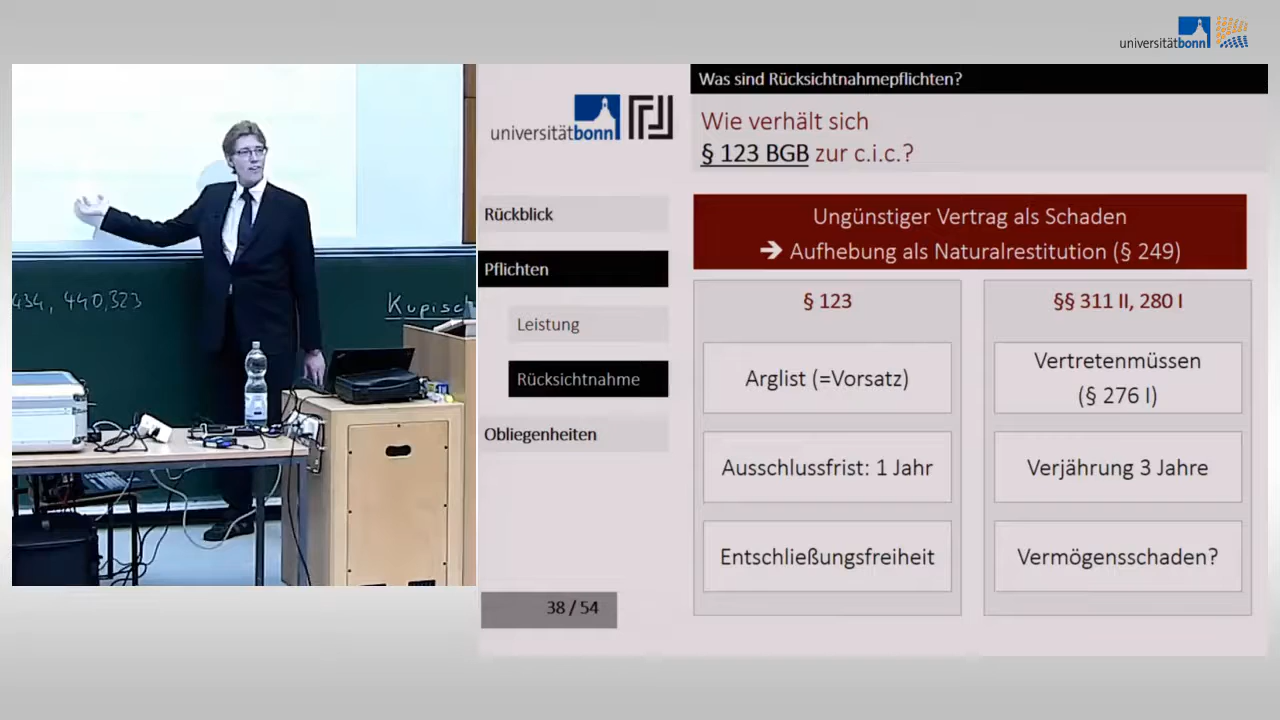 universitätbonn
Was sind Rücksichtnahmepflichten?
universitätbonn
Wie verhält sich
§ 123 BGB zur c.i.c.?
Rückblick
Pflichten
Leistung
Rücksichtnahme
Obliegenheiten
38 / 54
Ungünstiger Vertrag als Schaden
➔ Aufhebung als Naturalrestitution (§ 249)
§ 123
Arglist (=Vorsatz)
Ausschlussfrist: 1 Jahr
Entschließungsfreiheit
§§ 311 II, 280 I
Vertretenmüssen
(§ 276 I)
Verjährung 3 Jahre
Vermögensschaden?
434, 440,323
Kupisch